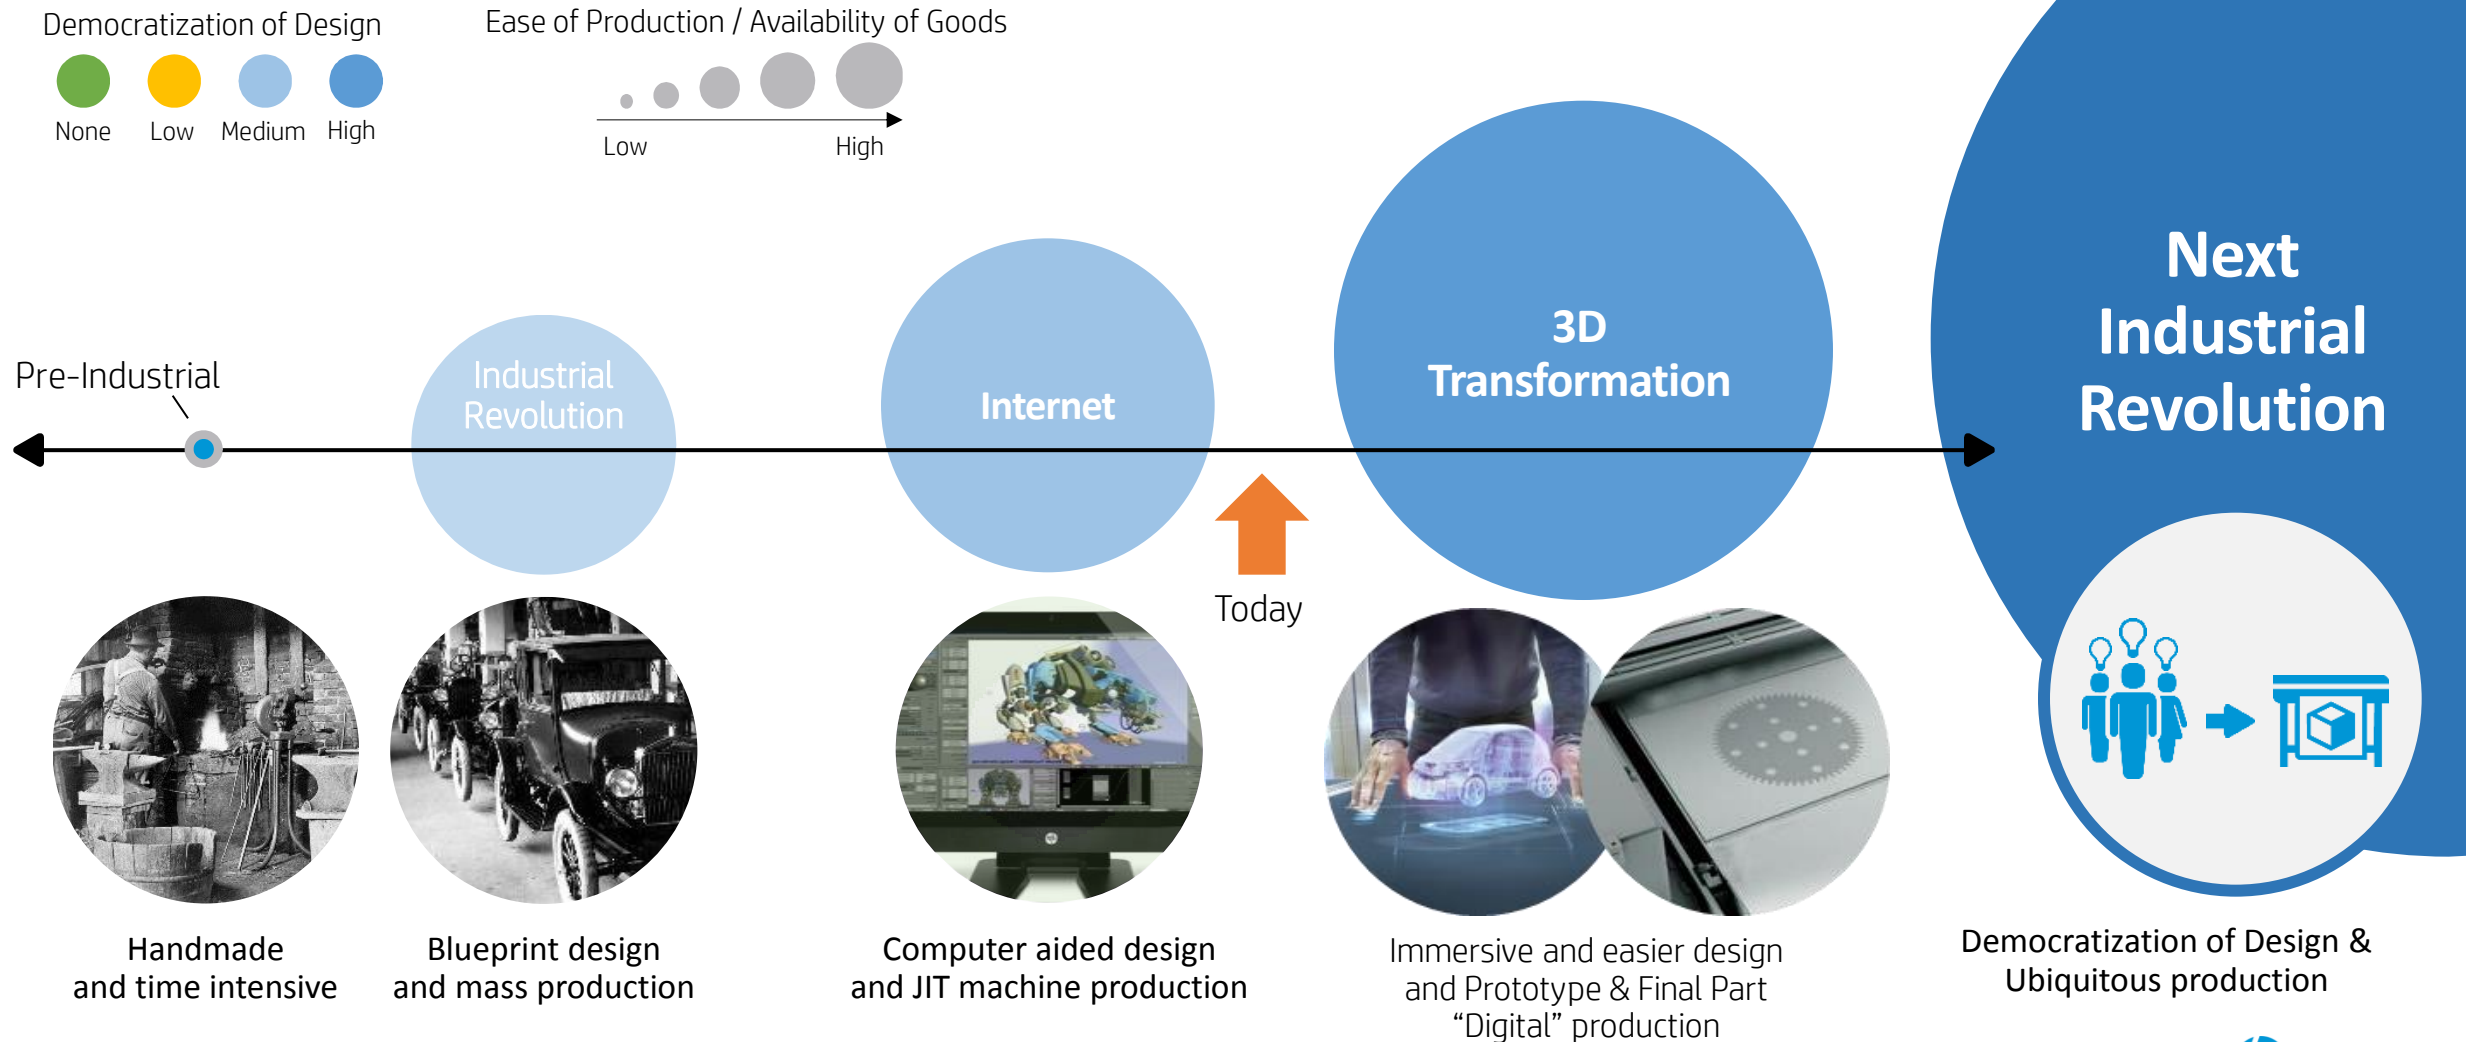 Democratization of Design
None Low Medium High
Ease of Production / Availability of Goods
Low High
Pre-Industrial
Industrial
Revolution
Internet
Today
3D
Transformation
Next
Industrial
Revolution
Handmade
and time intensive
Blueprint design
and mass production
Computer aided design
and JIT machine production
Immersive and easier design
and Prototype & Final Part
“Digital” production
Democratization of Design &
Ubiquitous production